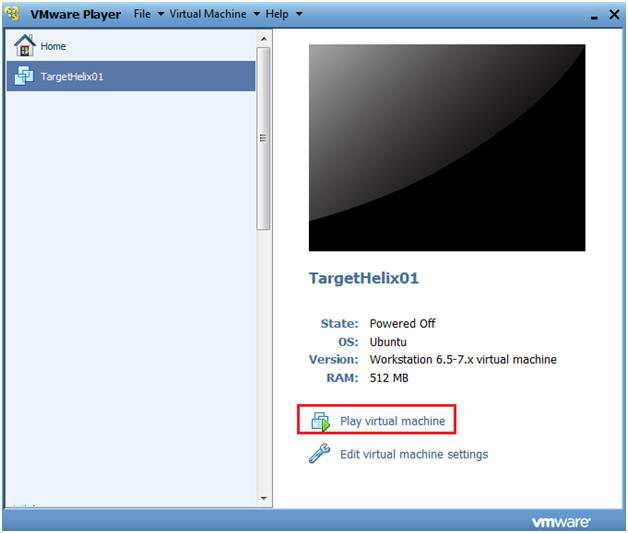 VMware Player File Virtual Machine Help
Home
TargetHelix01
TargetHelix01
State: Powered Off
OS: Ubuntu
Version: Workstation 6.5-7.x virtual machine
RAM: 512 MB
Play virtual machine
Edit virtual machine settings
vmware